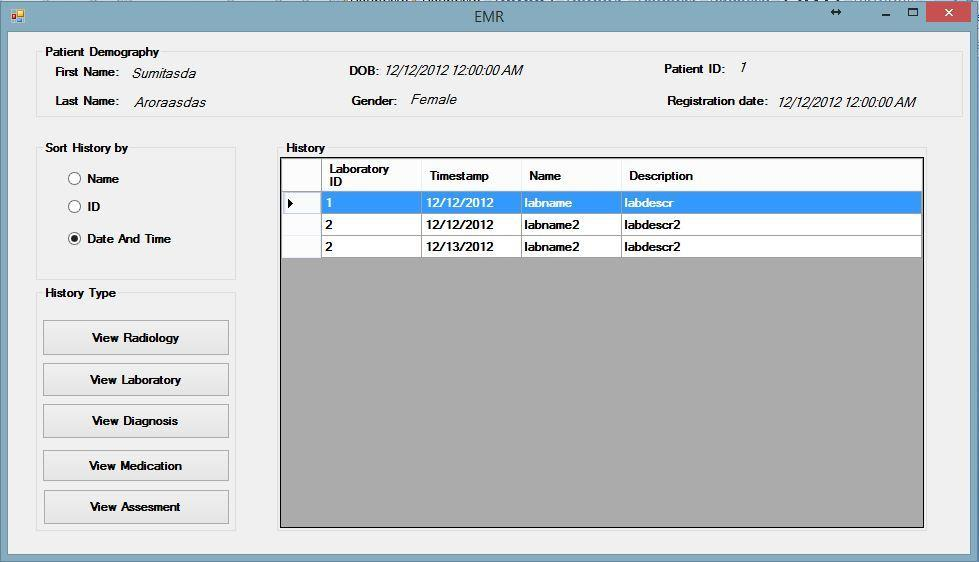 EMR
Patient Demography
First Name: Sumitasda DOB: 12/12/2012 12:00:00 AM Patient ID: 1
Last Name: Aroraasdas Gender: Female Registration date: 12/12/2012 12:00:00 AM
Sort History by
Name
ID
Date And Time
History Type
View Radiology
View Laboratory
View Diagnosis
View Medication
View Assesment
History
Laboratory ID Timestamp Name Description
1 12/12/2012 labname labdescr
2 12/12/2012 labname2 labdescr2
2 12/13/2012 labname2 labdescr2